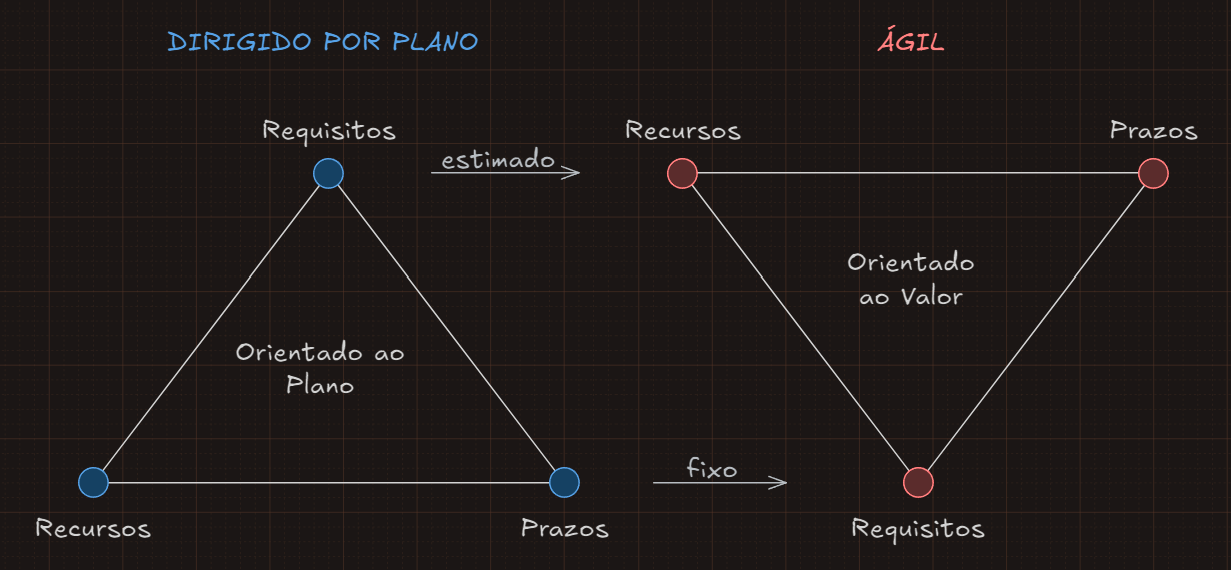 DIRIGIDO POR PLANO
ÁGIL
Requisitos
Recursos
Prazos
estimado
Orientado
ao Valor
Orientado ao
Plano
fixo
Recursos
Prazos
Requisitos